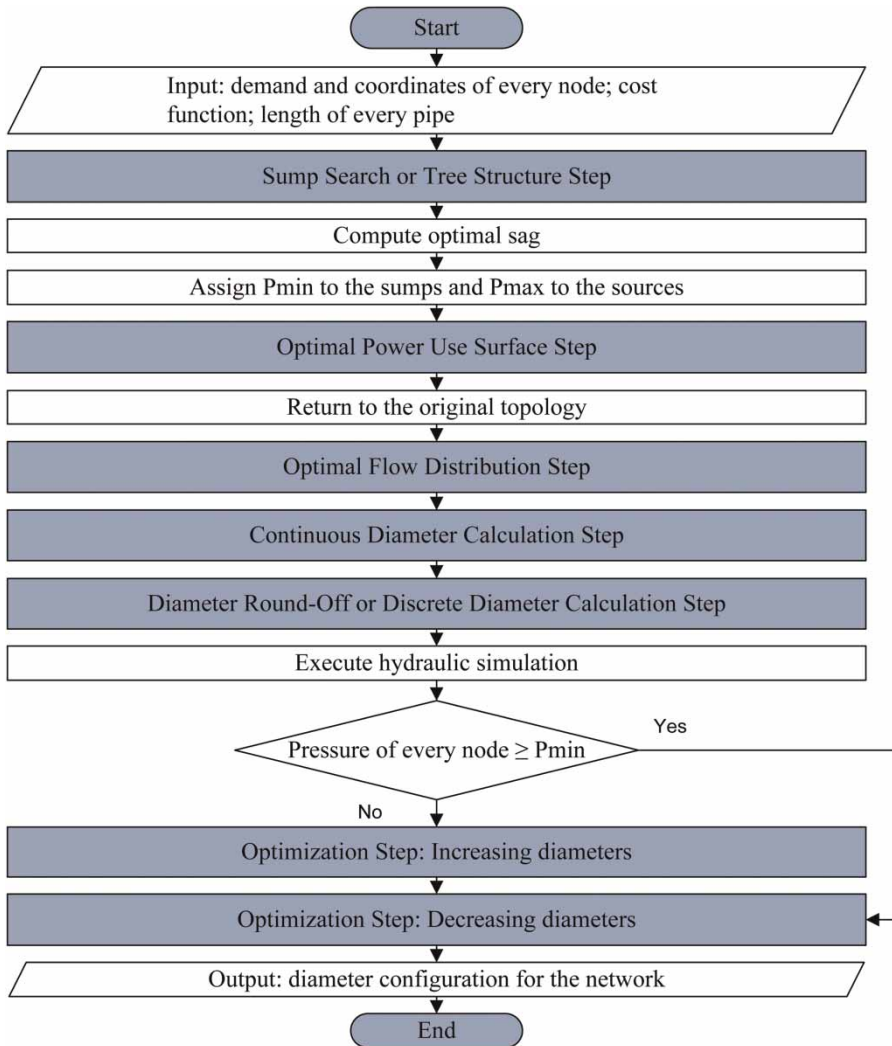 Start
Input: demand and coordinates of every node; cost
function; length of every pipe
Sump Search or Tree Structure Step
Compute optimal sag
Assign Pmin to the sumps and Pmax to the sources
Optimal Power Use Surface Step
Return to the original topology
Optimal Flow Distribution Step
Continuous Diameter Calculation Step
Diameter Round-Off or Discrete Diameter Calculation Step
Execute hydraulic simulation
Yes
Pressure of every node ≥ Pmin
No
Optimization Step: Increasing diameters
Optimization Step: Decreasing diameters
Output: diameter configuration for the network
End